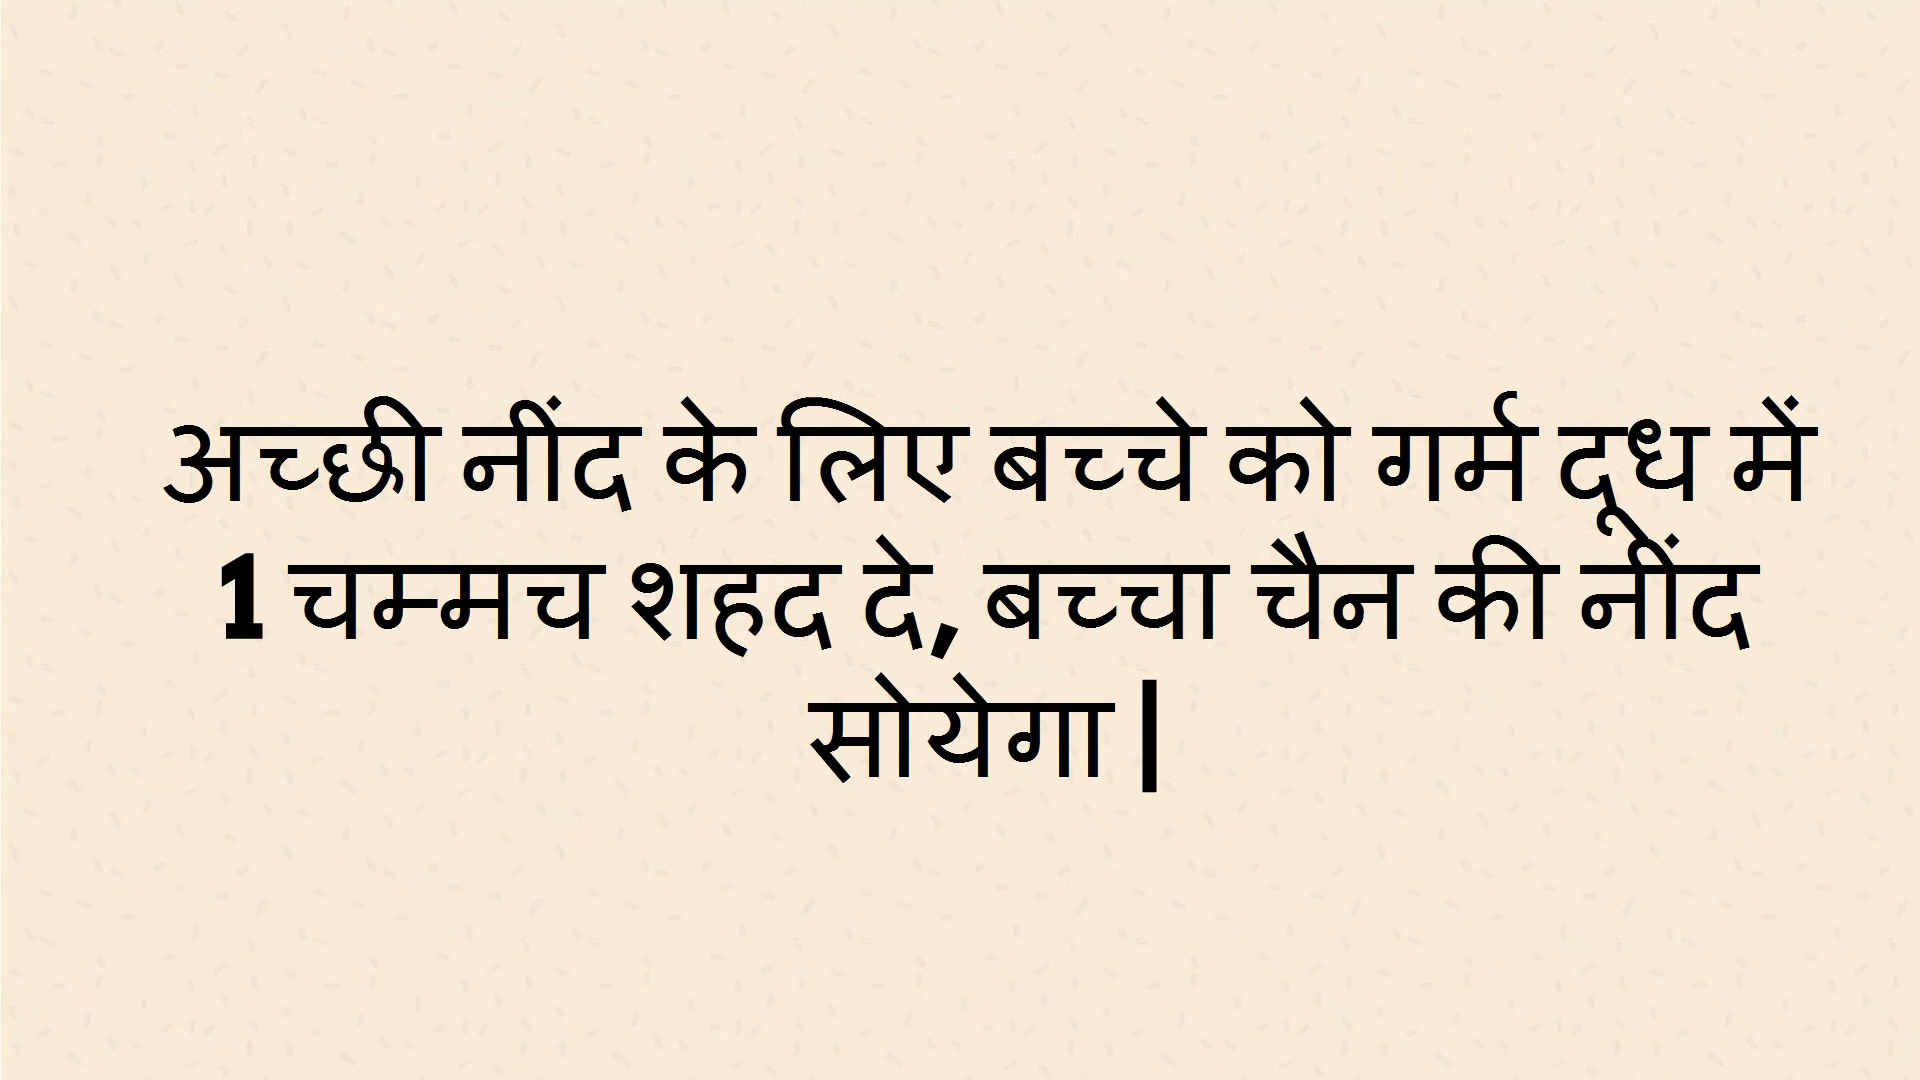 अच्छी नींद के लिए बच्चे को गर्म दूध में
1 चम्मच शहद दे, बच्चा चैन की नींद
सोयेगा |